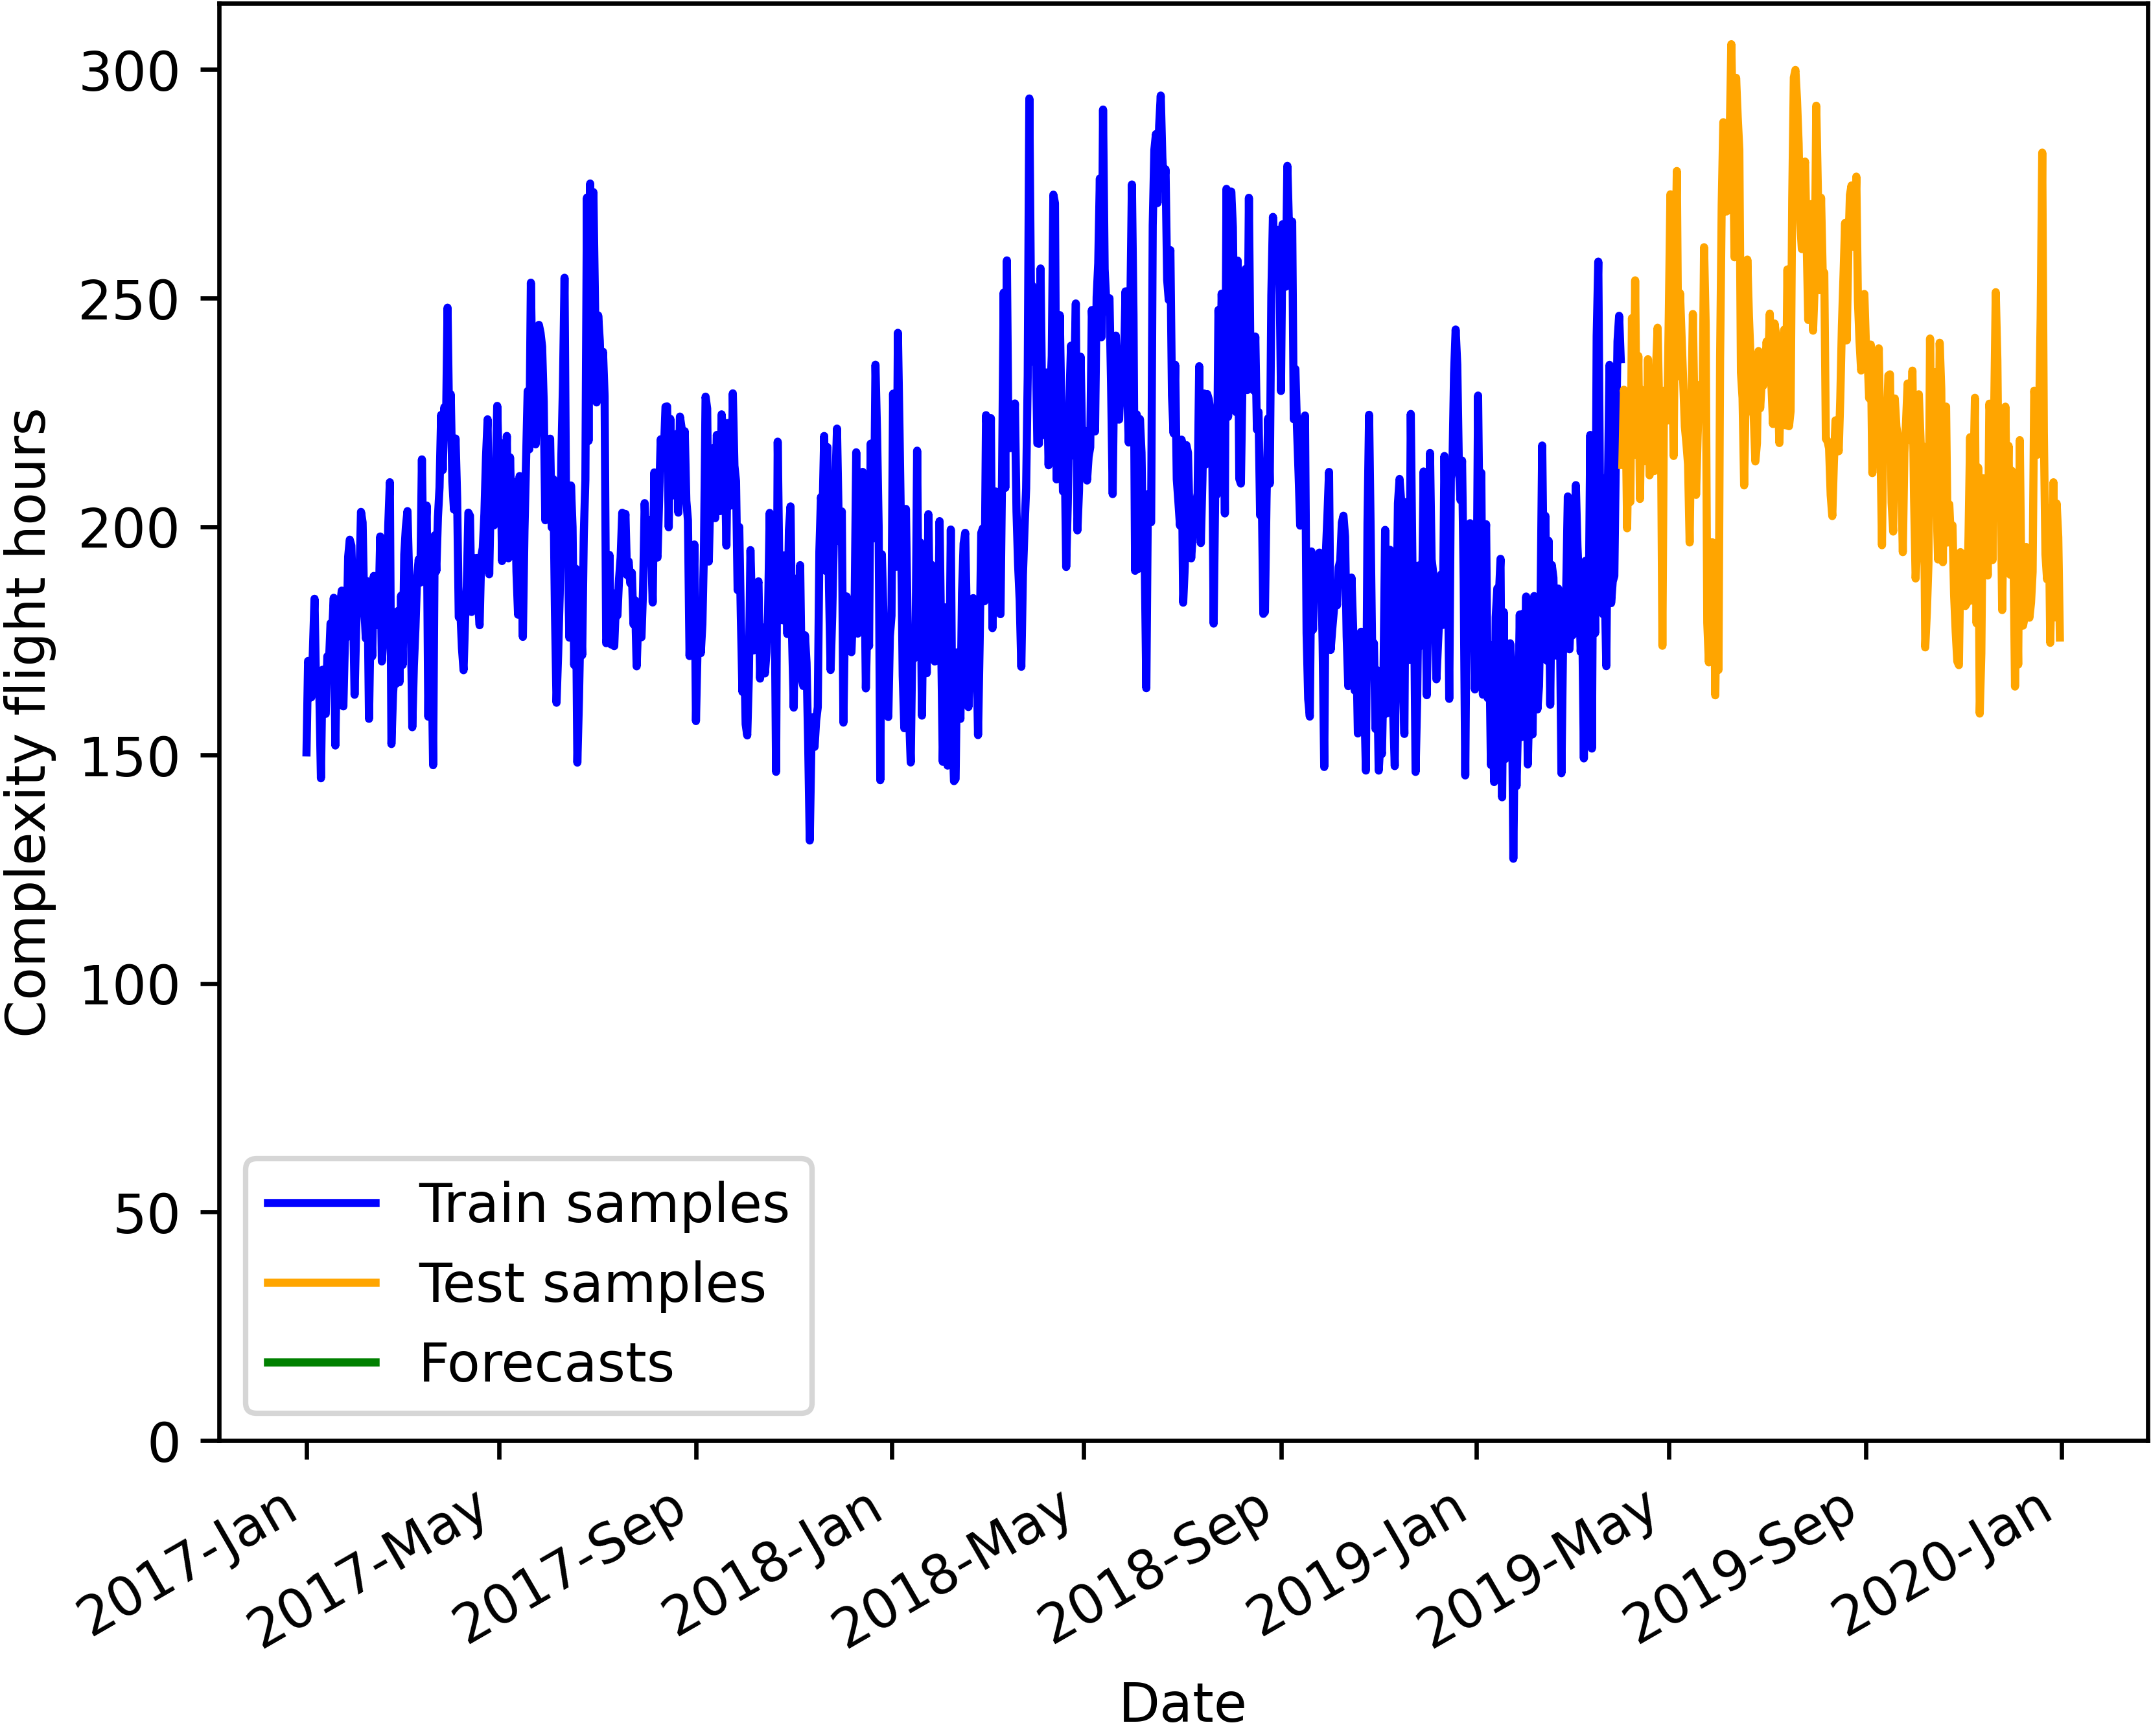 Complexity flight hours
300
250
200
150
100
50
0
Train samples
Test samples
Forecasts
2017-Jan
2017-May
2017-Sep
2018-Jan
2018-May
2018-Sep
2019-Jan
2019-May
2019-Sep
2020-Jan
Date